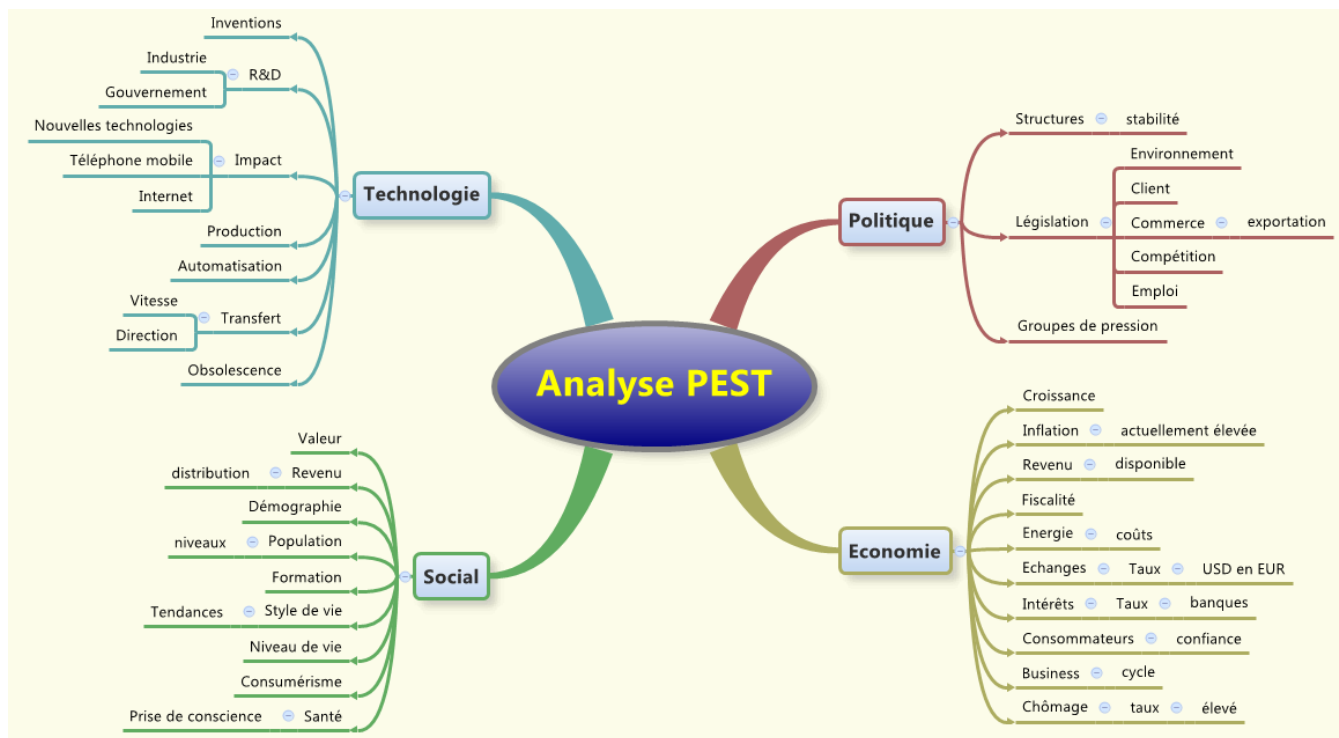 Analyse PEST
Technologie
Inventions
R&D
Industrie
Gouvernement
Impact
Nouvelles technologies
Téléphone mobile
Internet
Production
Automatisation
Transfert
Vitesse
Direction
Obsolescence
Politique
Structures
stabilité
Législation
Environnement
Client
Commerce
exportation
Compétition
Emploi
Groupes de pression
Social
Valeur
Revenu
distribution
Démographie
Population
niveaux
Formation
Style de vie
Tendances
Niveau de vie
Consumérisme
Santé
Prise de conscience
Economie
Croissance
Inflation
actuellement élevée
Revenu
disponible
Fiscalité
Energie
coûts
Echanges
Taux
USD en EUR
Intérêts
Taux
banques
Consommateurs
confiance
Business
cycle
Chômage
taux
élevé